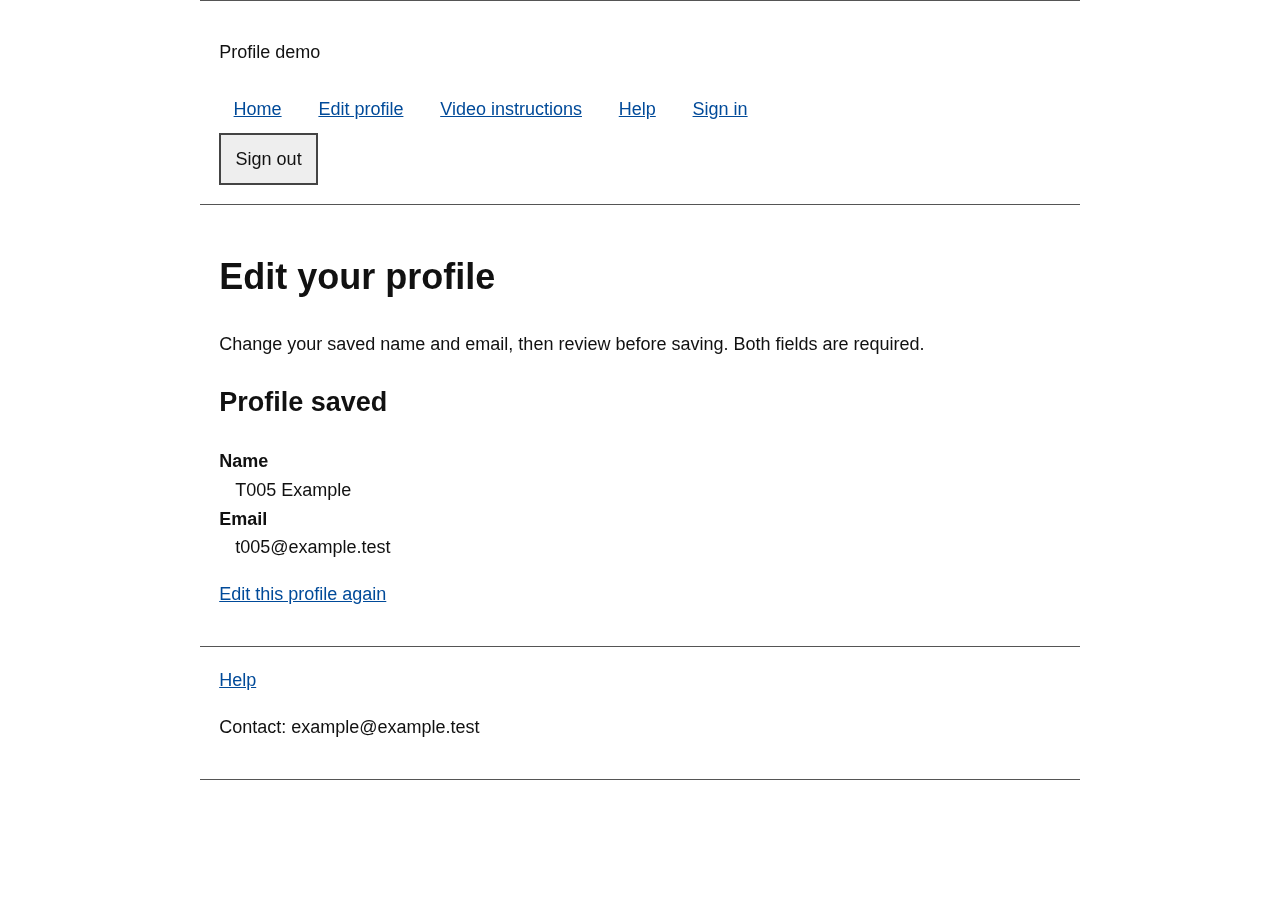 Profile demo
Home Edit profile Video instructions Help Sign in
Sign out
Edit your profile
Change your saved name and email, then review before saving. Both fields are required.
Profile saved
Name
T005 Example
Email
t005@example.test
Edit this profile again
Help
Contact: example@example.test